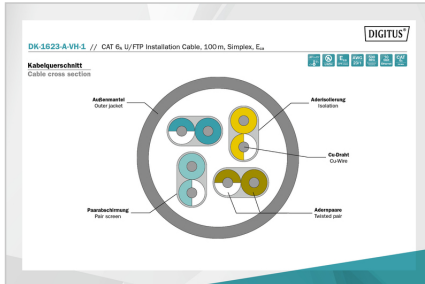 DIGITUS®
DK-1623-A-VH-1 // CAT 6A U/FTP Installation Cable, 100 m, Simplex, Eca
Kabelquerschnitt
Cable cross section
Außenmantel
Outer jacket
Aderisolierung
Isolation
Cu-Draht
Cu-Wire
Paarabschirmung
Pair screen
Adernpaare
Twisted pair